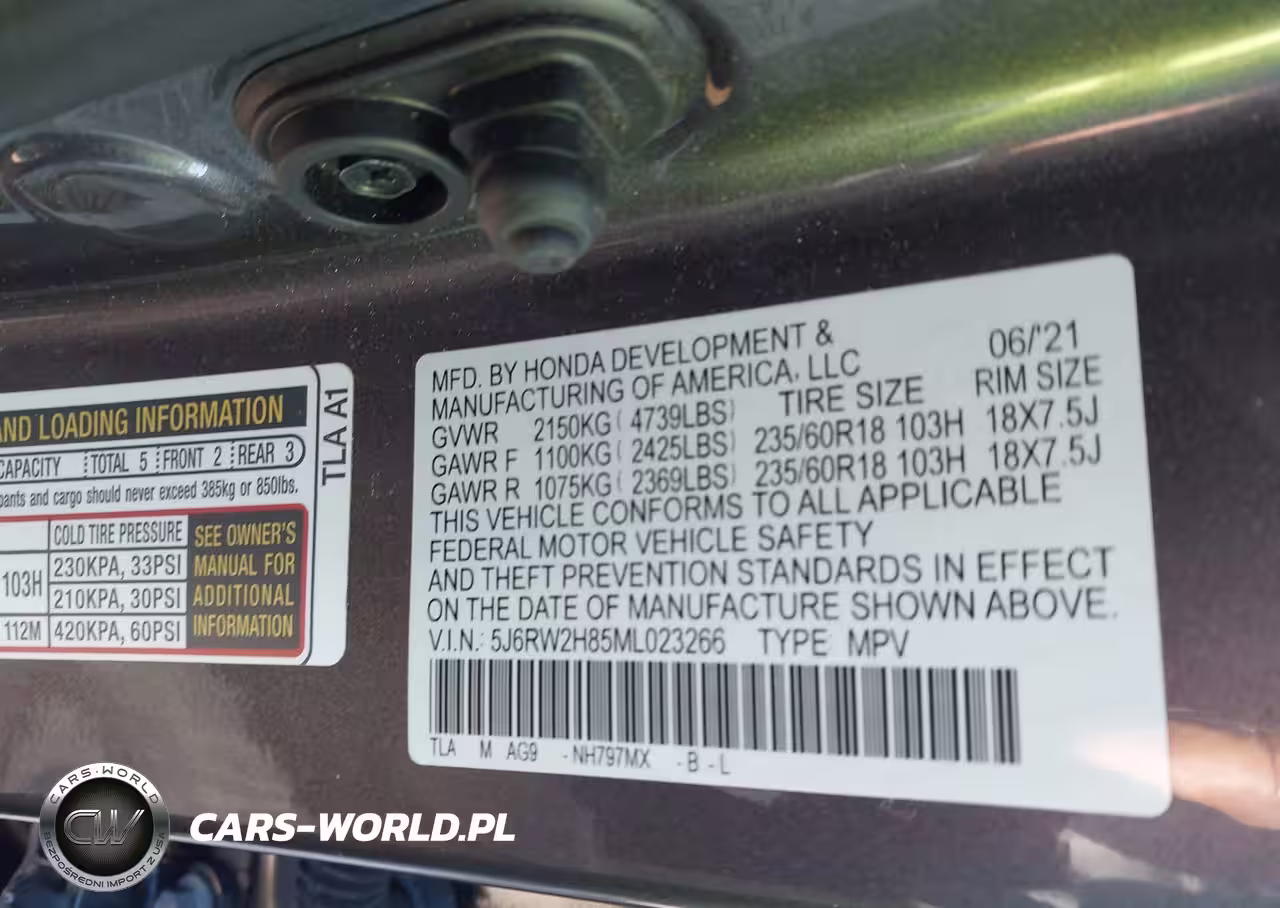 AND LOADING INFORMATION
CAPACITY TOTAL 5 FRONT 2 REAR 3
pants and cargo should never exceed 385kg or 850lbs.
COLD TIRE PRESSURE
103H
230KPA, 33PSI
210KPA, 30PSI
112M
420KPA, 60PSI
SEE OWNER'S
MANUAL FOR
ADDITIONAL
INFORMATION
TLA A1
MFD. BY HONDA DEVELOPMENT &
MANUFACTURING OF AMERICA, LLC
06/'21
TIRE SIZE RIM SIZE
GVWR 2150KG( 4739LBS)
GAWR F 1100KG( 2425LBS) 235/60R18 103H 18X7.5J
GAWR R 1075KG( 2369LBS) 235/60R18 103H 18X7.5J
THIS VEHICLE CONFORMS TO ALL APPLICABLE
FEDERAL MOTOR VEHICLE SAFETY
AND THEFT PREVENTION STANDARDS IN EFFECT
ON THE DATE OF MANUFACTURE SHOWN ABOVE.
V.I.N.: 5J6RW2H85ML023266 TYPE: MPV
TLA M AG9 -NH797MX -B -L
CARS-WORLD
CW
BEZPOŚREDNI IMPORT Z USA
CARS-WORLD.PL